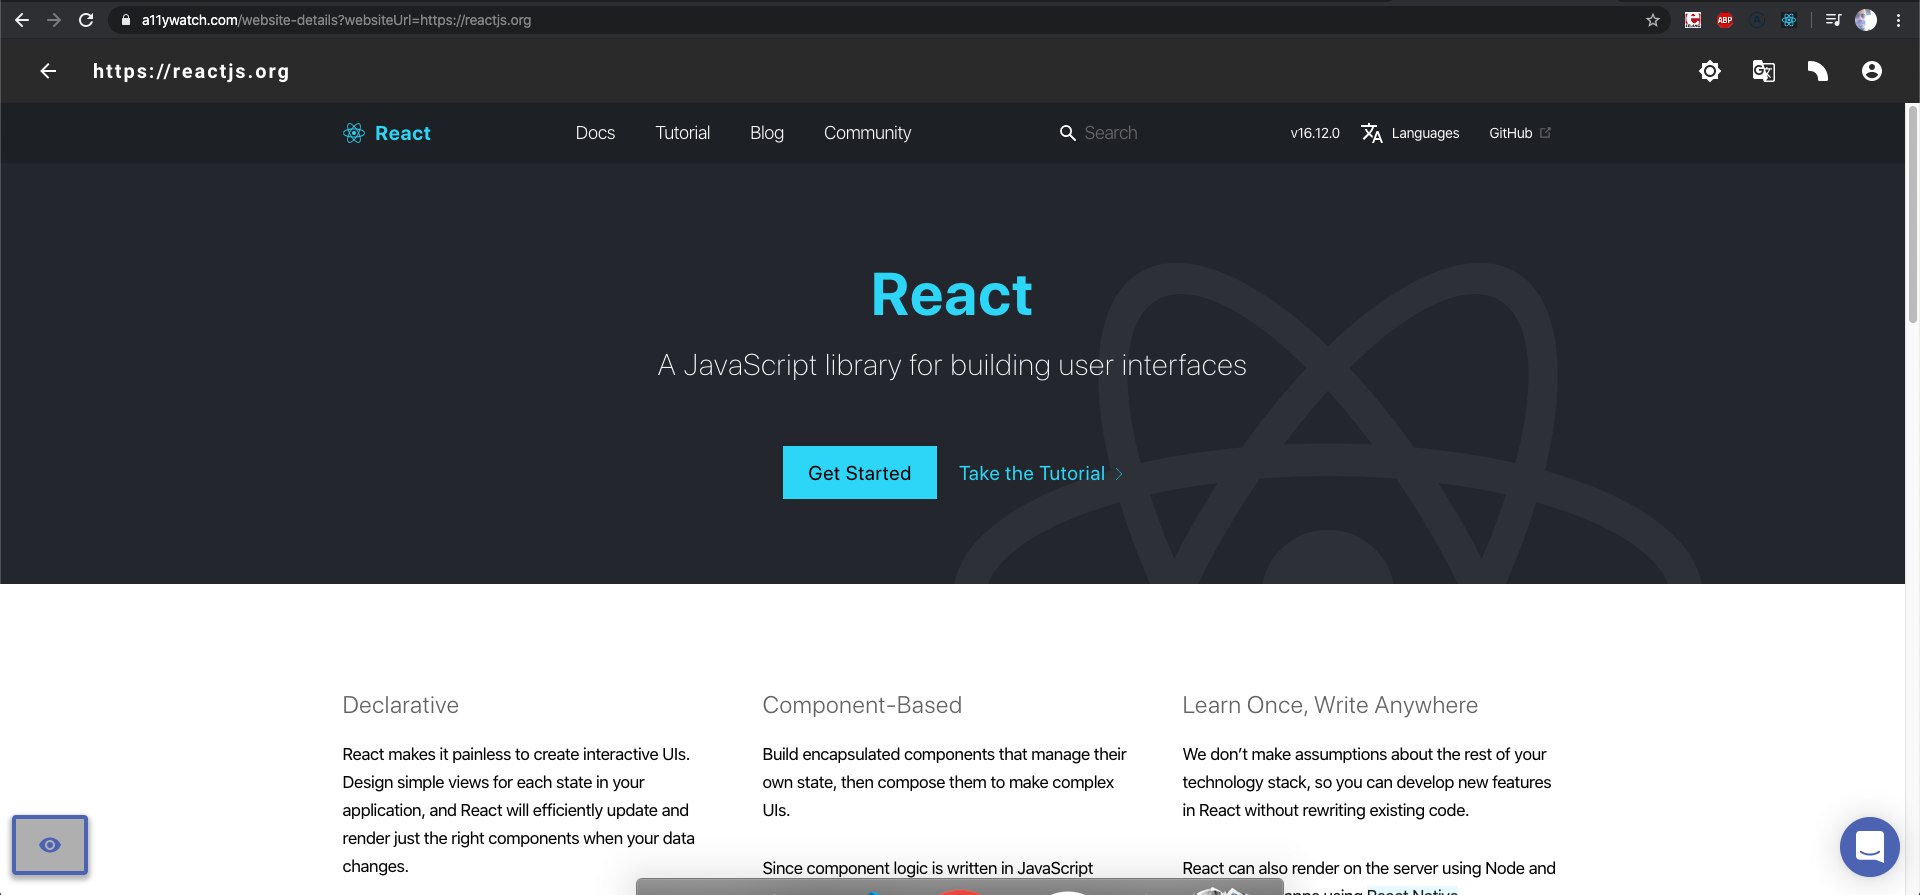 a11ywatch.com/website-details?websiteUrl=https://reactjs.org
ABP
https://reactjs.org
React
Docs
Tutorial
Blog
Community
Search
v16.12.0
Languages
GitHub
React
A JavaScript library for building user interfaces
Get Started
Take the Tutorial
Declarative
React makes it painless to create interactive UIs.
Design simple views for each state in your
application, and React will efficiently update and
render just the right components when your data
changes.
Component-Based
Build encapsulated components that manage their
own state, then compose them to make complex
UIs.
Since component logic is written in JavaScript
Learn Once, Write Anywhere
We don’t make assumptions about the rest of your
technology stack, so you can develop new features
in React without rewriting existing code.
React can also render on the server using Node and
apps using React Native.